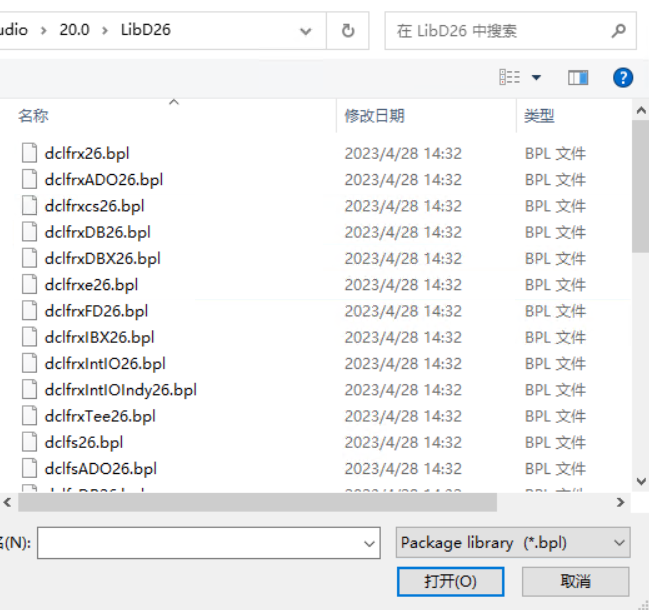 udio > 20.0 > LibD26
在 LibD26 中搜索
名称 修改日期 类型
dclfrx26.bpl 2023/4/28 14:32 BPL 文件
dclfrxADO26.bpl 2023/4/28 14:32 BPL 文件
dclfrxcs26.bpl 2023/4/28 14:32 BPL 文件
dclfrxDB26.bpl 2023/4/28 14:32 BPL 文件
dclfrxDBX26.bpl 2023/4/28 14:32 BPL 文件
dclfrxe26.bpl 2023/4/28 14:32 BPL 文件
dclfrxFD26.bpl 2023/4/28 14:32 BPL 文件
dclfrxIBX26.bpl 2023/4/28 14:32 BPL 文件
dclfrxIntIO26.bpl 2023/4/28 14:32 BPL 文件
dclfrxIntIOIndy26.bpl 2023/4/28 14:32 BPL 文件
dclfrxTee26.bpl 2023/4/28 14:32 BPL 文件
dclfs26.bpl 2023/4/28 14:32 BPL 文件
dclfsADO26.bpl 2023/4/28 14:32 BPL 文件
(N):
Package library (*.bpl)
打开(O) 取消